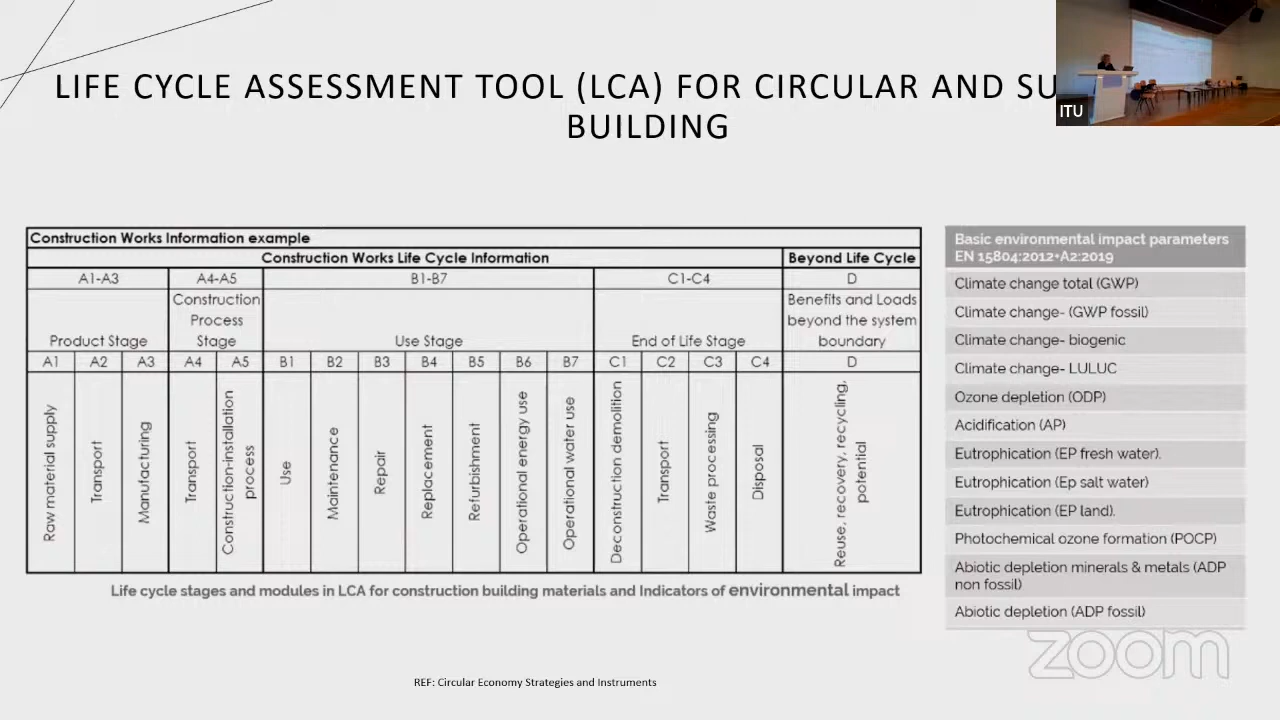 LIFE CYCLE ASSESSMENT TOOL (LCA) FOR CIRCULAR AND SU
BUILDING
ITU
Construction Works Information example
Construction Works Life Cycle Information
Beyond Life Cycle
A1-A3
A4-A5
B1-B7
C1-C4
D
Product Stage
Construction
Process
Stage
Use Stage
End of Life Stage
Benefits and Loads
beyond the system
boundary
A1 A2 A3 A4 A5 B1 B2 B3 B4 B5 B6 B7 C1 C2 C3 C4 D
Raw material supply
Transport
Manufacturing
Transport
Construction-installation
process
Use
Maintenance
Repair
Replacement
Refurbishment
Operational energy use
Operational water use
Deconstruction demolition
Transport
Waste processing
Disposal
Reuse, recovery, recycling,
potential
Life cycle stages and modules in LCA for construction building materials and Indicators of environmental impact
Basic environmental impact parameters
EN 15804:2012+A2:2019
Climate change total (GWP)
Climate change- (GWP fossil)
Climate change- biogenic
Climate change- LULUC
Ozone depletion (ODP)
Acidification (AP)
Eutrophication (EP fresh water).
Eutrophication (Ep salt water)
Eutrophication (EP land).
Photochemical ozone formation (POCP)
Abiotic depletion minerals & metals (ADP
non fossil)
Abiotic depletion (ADP fossil)
zoom
REF: Circular Economy Strategies and Instruments